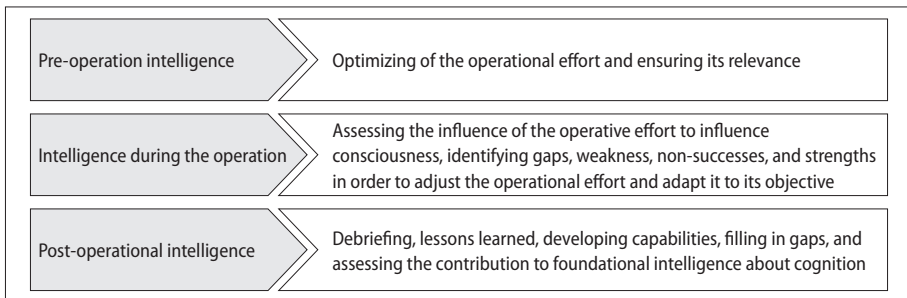 Pre-operation intelligence
Optimizing of the operational effort and ensuring its relevance
Intelligence during the operation
Assessing the influence of the operative effort to influence
consciousness, identifying gaps, weakness, non-successes, and strengths
in order to adjust the operational effort and adapt it to its objective
Post-operational intelligence
Debriefing, lessons learned, developing capabilities, filling in gaps, and
assessing the contribution to foundational intelligence about cognition